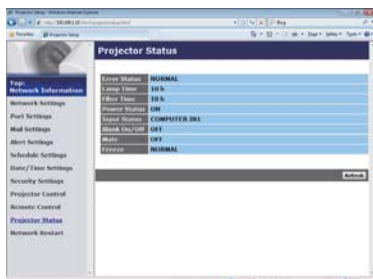 Projector Status
Top:
Network Information
Network Settings
Port Settings
Mail Settings
Alert Settings
Schedule Settings
Date/Time Settings
Security Settings
Projector Control
Remote Control
Projector Status
Network Restart
Error Status NORMAL
Lamp Time 10 h
Filter Time 10 h
Power Status ON
Input Status COMPUTER IN1
Blank On/Off OFF
Mute OFF
Freeze NORMAL
Refresh